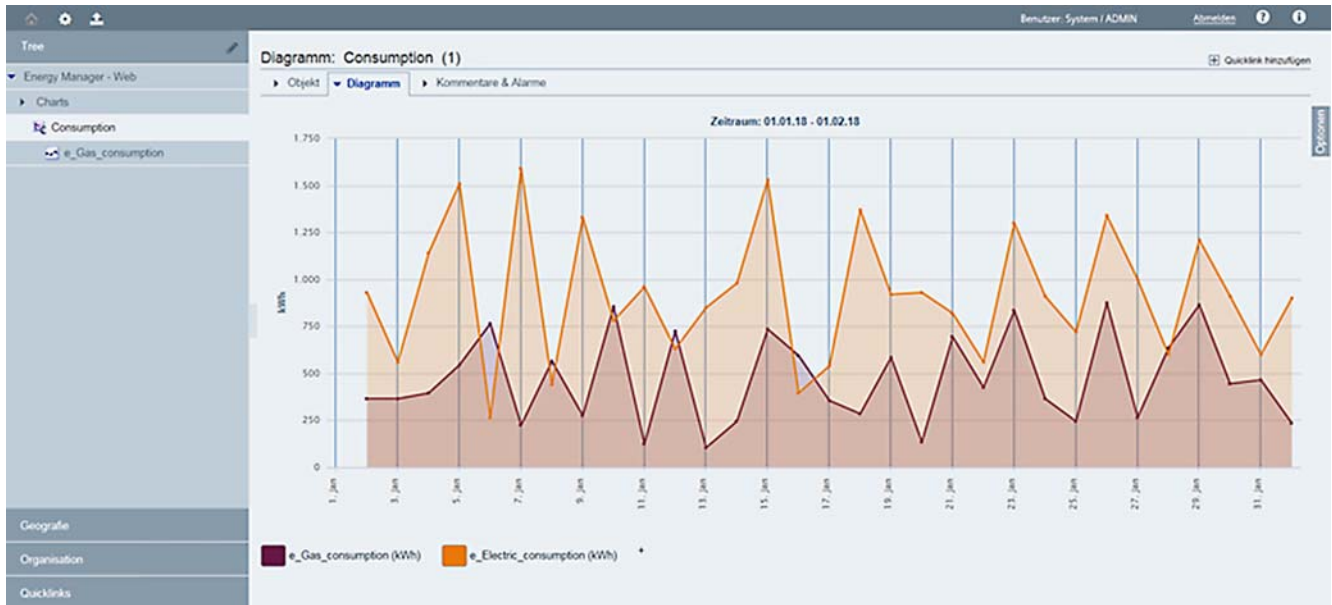 Benutzer: System / ADMIN
Abmelden
Tree
Energy Manager - Web
Charts
Consumption
e_Gas_consumption
Geografie
Organisation
Quicklinks
Diagramm: Consumption (1)
Quicklink hinzufügen
Objekt
Diagramm
Kommentare & Alarme
Optionen
Zeitraum: 01.01.18 - 01.02.18
kWh
1.750
1.500
1.250
1.000
750
500
250
0
1. Jan
3. Jan
5. Jan
7. Jan
9. Jan
11. Jan
13. Jan
15. Jan
17. Jan
19. Jan
21. Jan
23. Jan
25. Jan
27. Jan
29. Jan
31. Jan
e_Gas_consumption (kWh)
e_Electric_consumption (kWh)